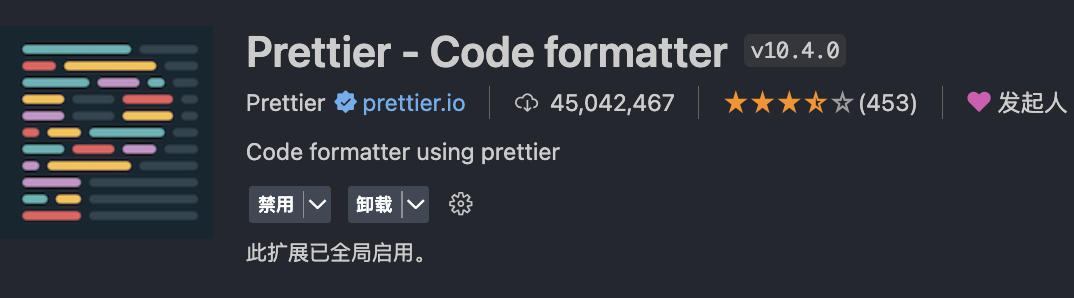 Prettier - Code formatter v10.4.0
Prettier prettier.io 45,042,467 (453) 发起人
Code formatter using prettier
禁用 卸载
此扩展已全局启用。